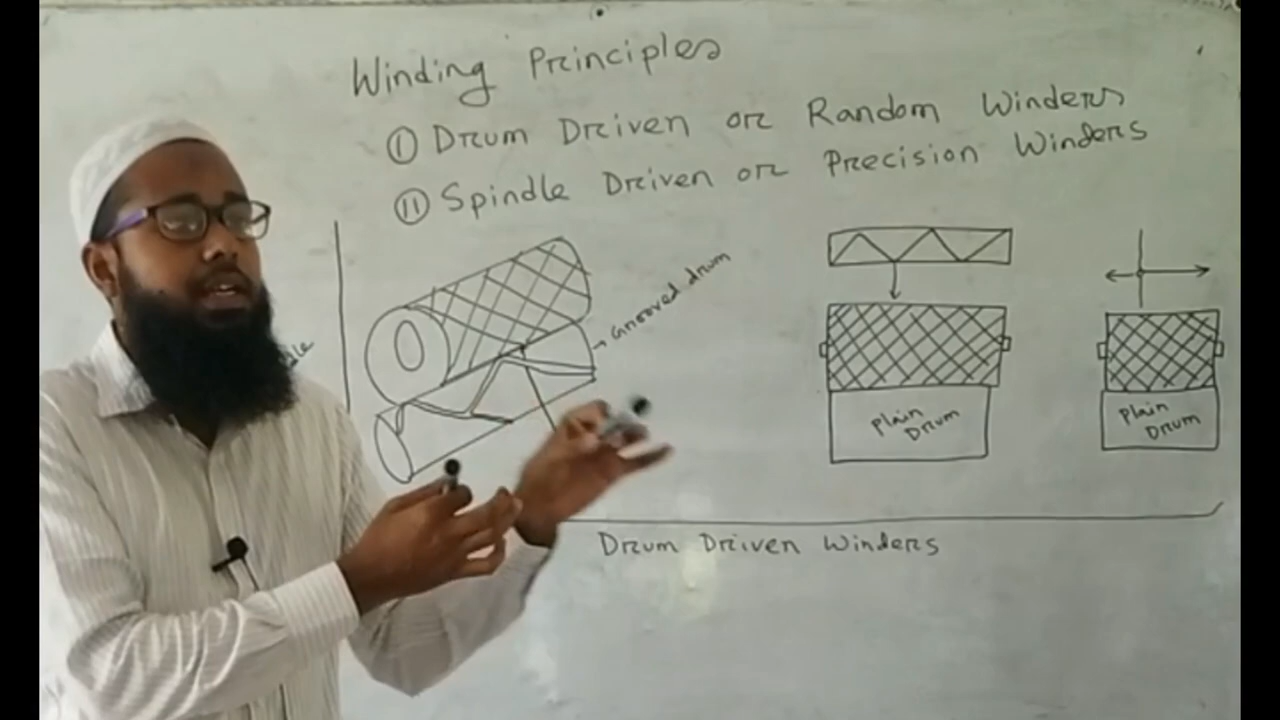 Winding Principles
I Drum Driven or Random Winders
II Spindle Driven or Precision Winders
Grooved drum
Plain
Drum
Plain
Drum
Drum Driven Winders